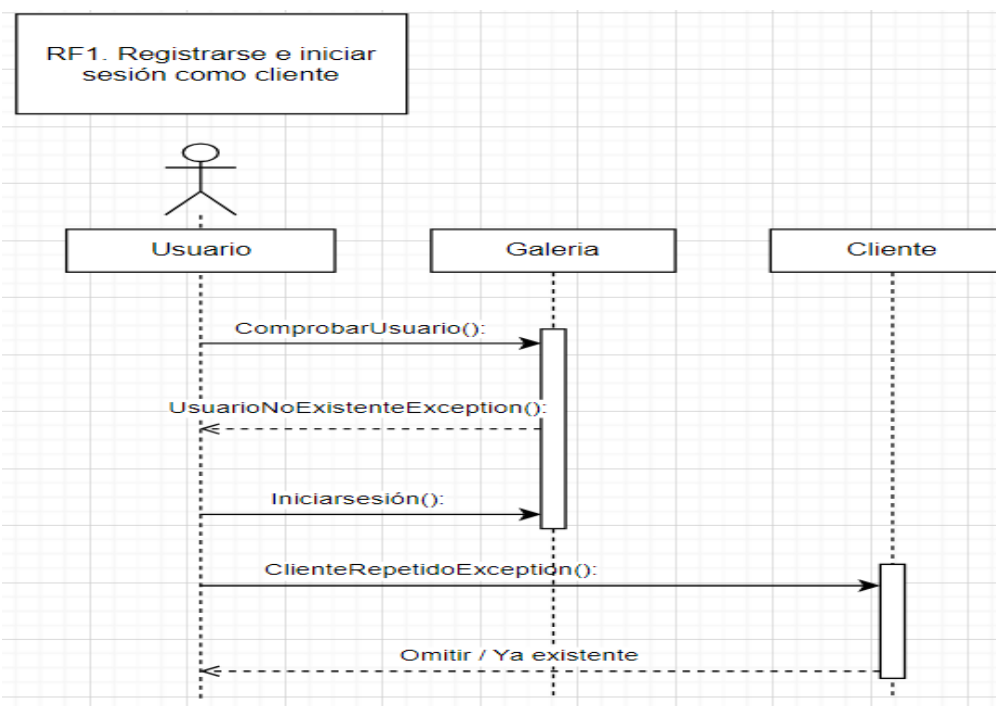 RF1. Registrarse e iniciar
sesión como cliente
Usuario
Galeria
Cliente
ComprobarUsuario():
UsuarioNoExistenteException():
Iniciarsesión():
ClienteRepetidoException():
Omitir / Ya existente